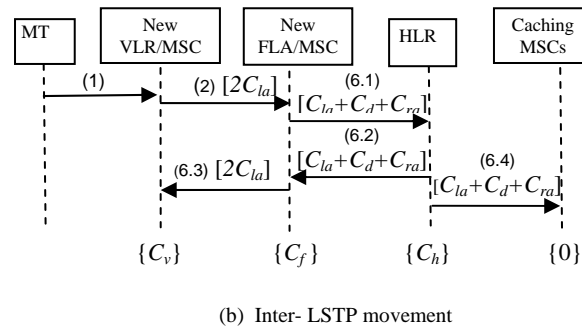 MT
New
VLR/MSC
New
FLA/MSC
HLR
Caching
MSCs
(1)
(2) [2C_la]
(6.1)
[C_la+C_d+C_ra]
(6.2)
[C_la+C_d+C_ra]
(6.3) [2C_la]
(6.4)
[C_la+C_d+C_ra]
{C_v} {C_f} {C_h} {0}
(b) Inter- LSTP movement